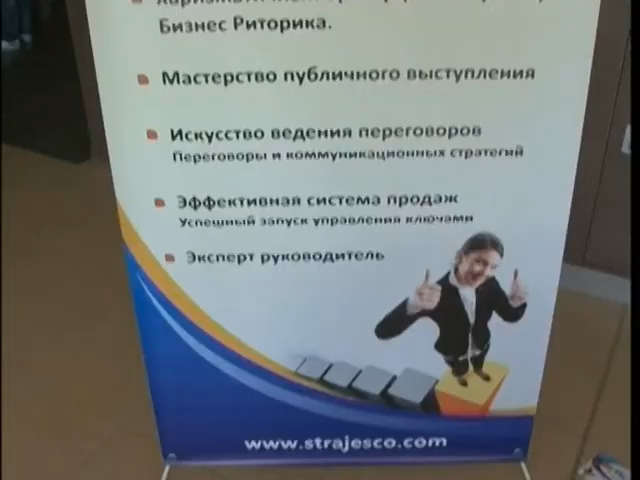 Бизнес Риторика.
Мастерство публичного выступления
Искусство ведения переговоров
Переговоры и коммуникационных стратегий
Эффективная система продаж
Успешный запуск управления ключами
Эксперт руководитель
www.strajesco.com